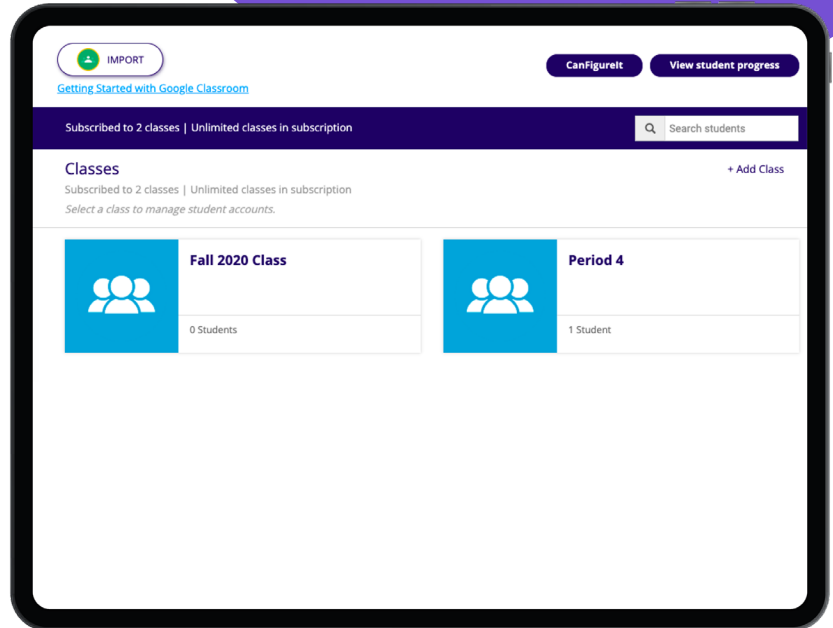 IMPORT
CanFigureIt
View student progress
Getting Started with Google Classroom
Subscribed to 2 classes | Unlimited classes in subscription
Search students
Classes
+ Add Class
Subscribed to 2 classes | Unlimited classes in subscription
Select a class to manage student accounts.
Fall 2020 Class
Period 4
0 Students
1 Student